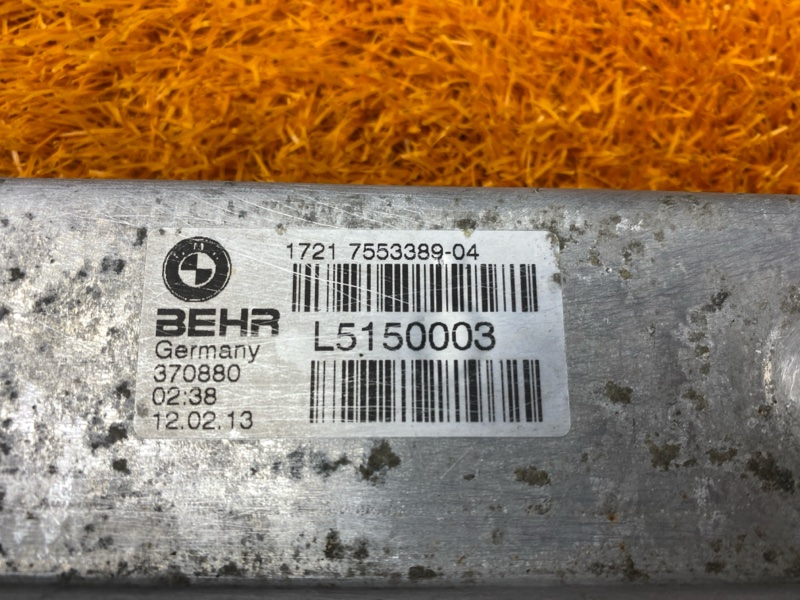 1721 7553389-04
BEHR
L5150003
Germany
370880
02:38
12.02.13